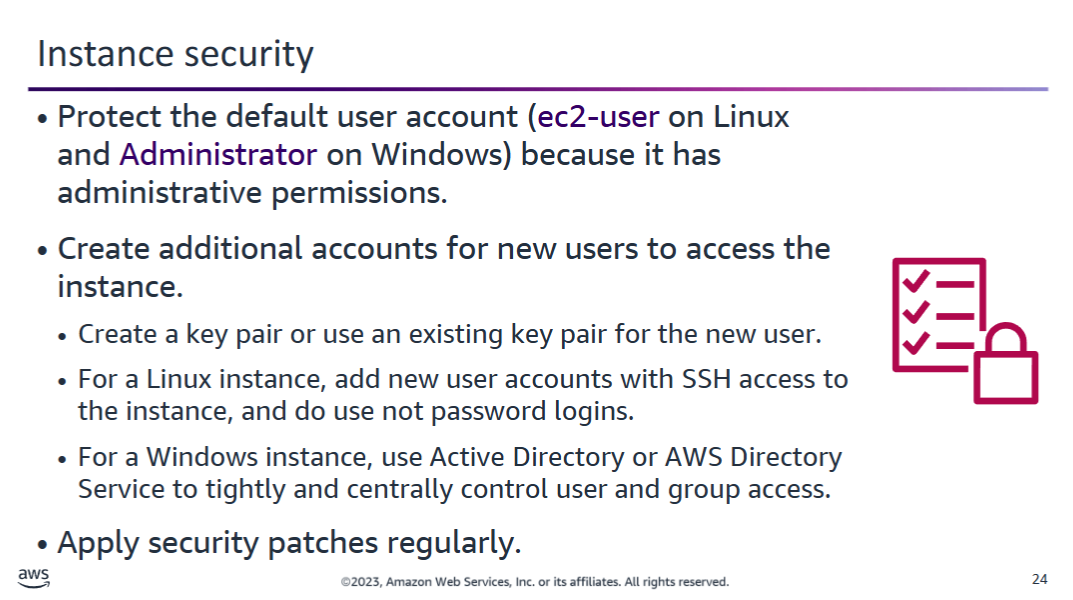 Instance security
• Protect the default user account (ec2-user on Linux
and Administrator on Windows) because it has
administrative permissions.
• Create additional accounts for new users to access the
instance.
• Create a key pair or use an existing key pair for the new user.
• For a Linux instance, add new user accounts with SSH access to
the instance, and do use not password logins.
• For a Windows instance, use Active Directory or AWS Directory
Service to tightly and centrally control user and group access.
• Apply security patches regularly.
aws
©2023, Amazon Web Services, Inc. or its affiliates. All rights reserved.
24